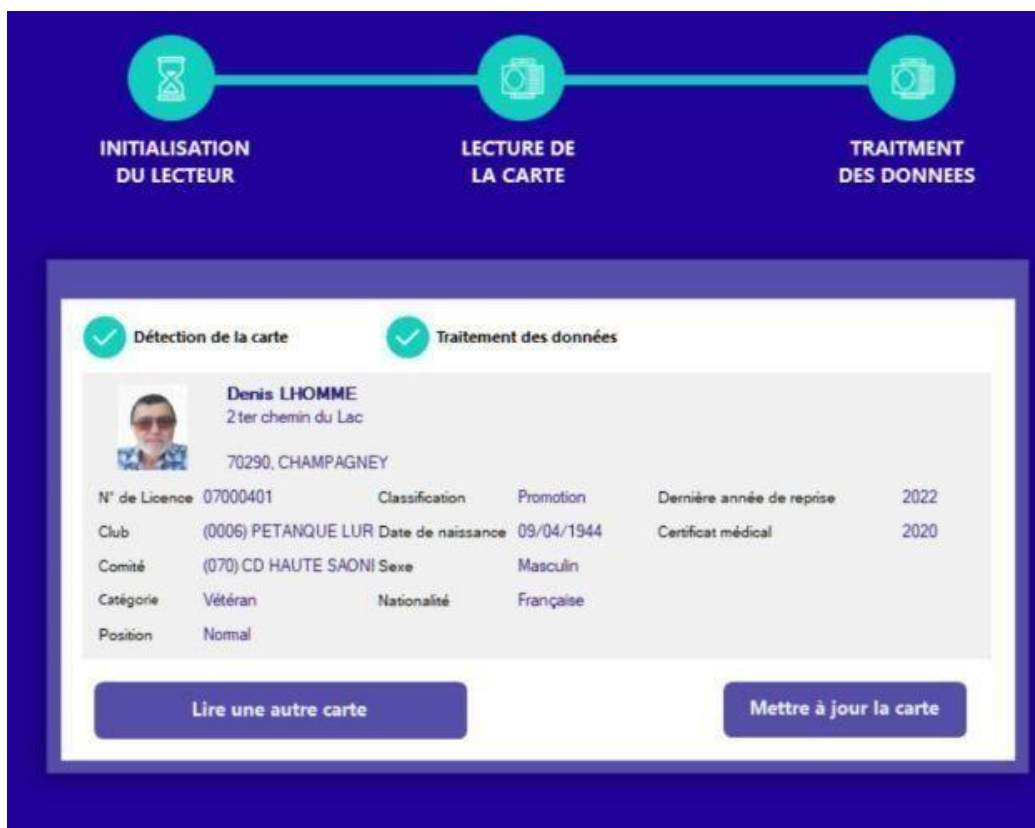 INITIALISATION
DU LECTEUR
LECTURE DE
LA CARTE
TRAITMENT
DES DONNEES
Détection de la carte
Traitement des données
Denis LHOMME
2 ter chemin du Lac
70290, CHAMPAGNEY
N° de Licence 07000401 Classification Promotion Dernière année de reprise 2022
Club (0006) PETANQUE LUR Date de naissance 09/04/1944 Certificat médical 2020
Comité (070) CD HAUTE SAONI Sexe Masculin
Catégorie Vétéran Nationalité Française
Position Normal
Lire une autre carte Mettre à jour la carte